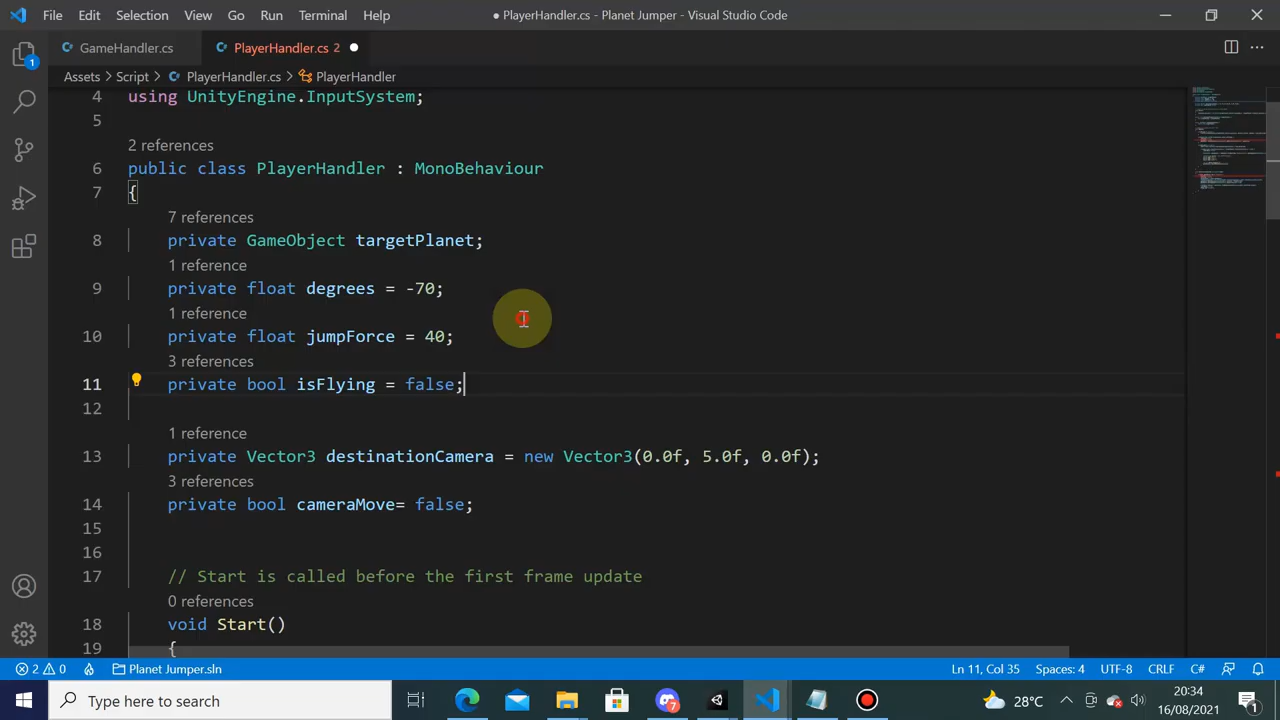 File Edit Selection View Go Run Terminal Help ● PlayerHandler.cs - Planet Jumper - Visual Studio Code
GameHandler.cs PlayerHandler.cs 2
Assets > Script > PlayerHandler.cs > PlayerHandler
4 using UnityEngine.InputSystem;
5
2 references
6 public class PlayerHandler : MonoBehaviour
7 {
7 references
8 private GameObject targetPlanet;
1 reference
9 private float degrees = -70;
1 reference
10 private float jumpForce = 40;
3 references
11 private bool isFlying = false;
12
1 reference
13 private Vector3 destinationCamera = new Vector3(0.0f, 5.0f, 0.0f);
3 references
14 private bool cameraMove= false;
15
16
17 // Start is called before the first frame update
0 references
18 void Start()
19 {
1
2 0 Planet Jumper.sln Ln 11, Col 35 Spaces: 4 UTF-8 CRLF C#
Type here to search 28°C 20:34
16/08/2021 1